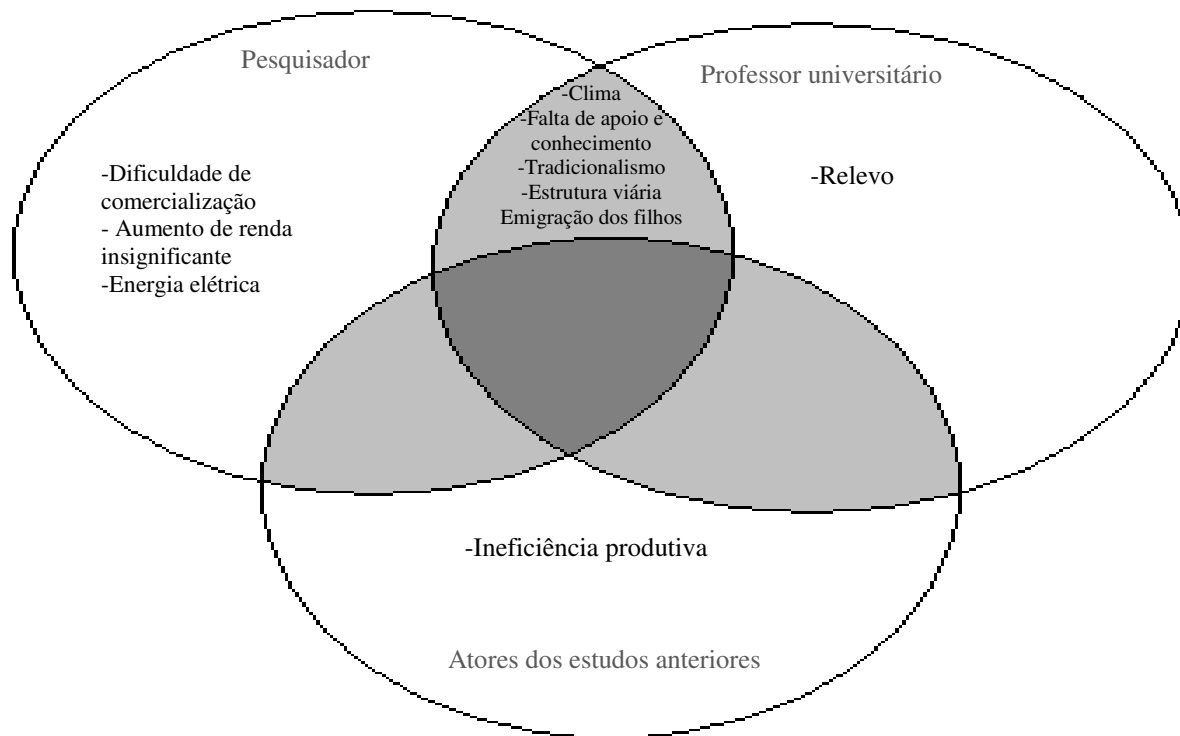 Pesquisador
Professor universitário
-Clima
-Falta de apoio e
conhecimento
-Tradicionalismo
-Estrutura viária
Emigração dos filhos
-Dificuldade de
comercialização
- Aumento de renda
insignificante
-Energia elétrica
-Relevo
-Ineficiência produtiva
Atores dos estudos anteriores